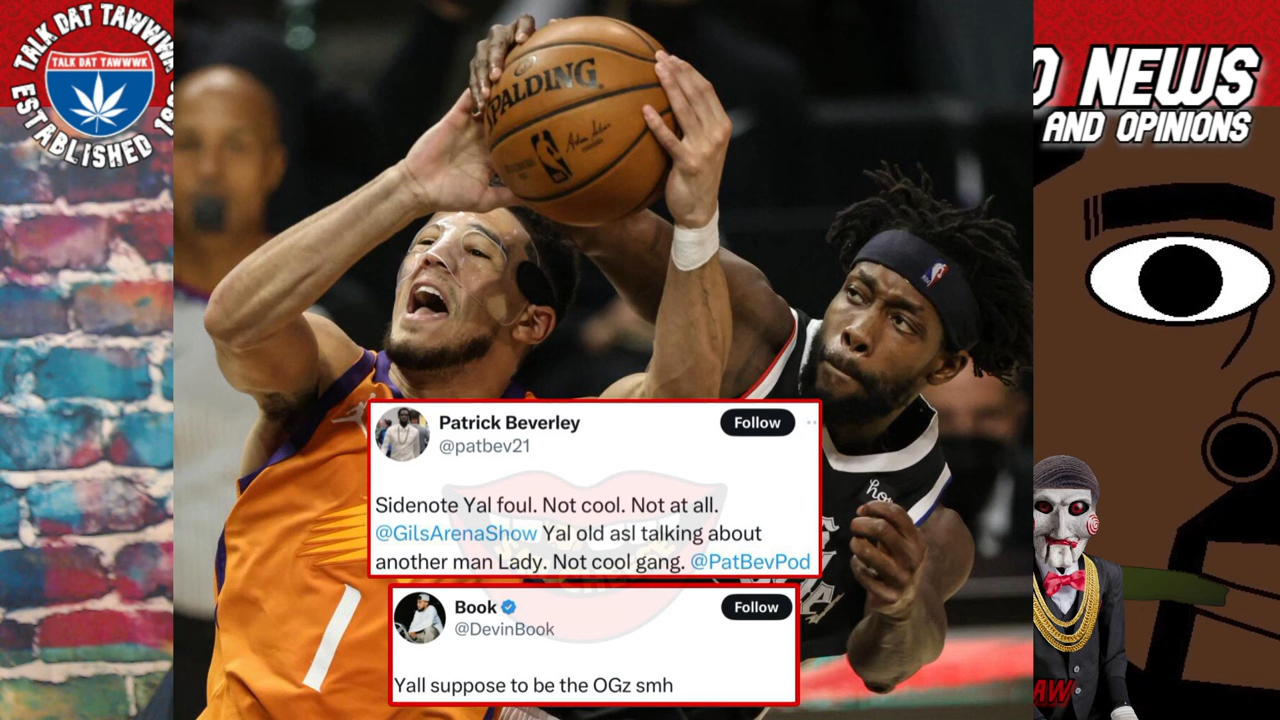 TALK DAT TAWWWK
TALK DAT TAWWWK
ESTABLISHED
NEWS
AND OPINIONS
SPALDING
Patrick Beverley
Follow
@patbev21
Sidenote Yal foul. Not cool. Not at all.
@GilsArenaShow Yal old asl talking about
another man Lady. Not cool gang. @PatBevPod
Book
Follow
@DevinBook
Yall suppose to be the OGz smh
1